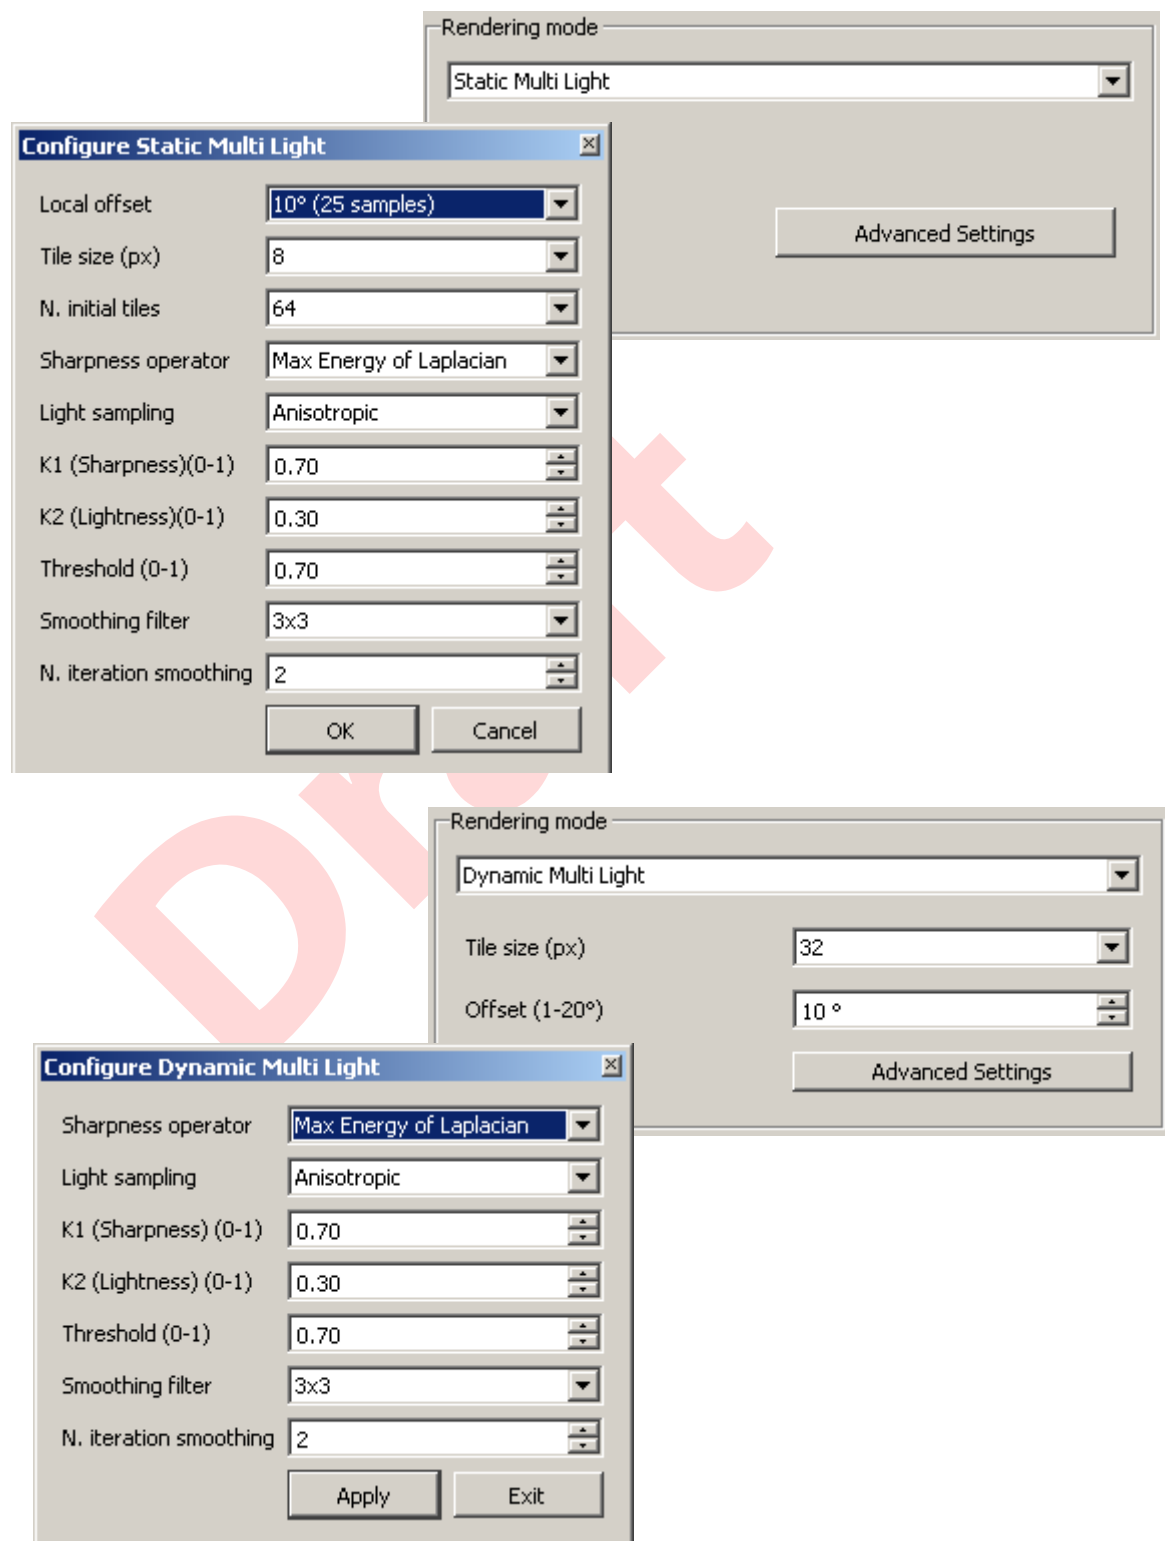 Rendering mode
Static Multi Light
Advanced Settings
Configure Static Multi Light
Local offset 10° (25 samples)
Tile size (px) 8
N. initial tiles 64
Sharpness operator Max Energy of Laplacian
Light sampling Anisotropic
K1 (Sharpness)(0-1) 0.70
K2 (Lightness)(0-1) 0.30
Threshold (0-1) 0.70
Smoothing filter 3x3
N. iteration smoothing 2
OK Cancel
Draft
Rendering mode
Dynamic Multi Light
Tile size (px) 32
Offset (1-20°) 10 °
Advanced Settings
Configure Dynamic Multi Light
Sharpness operator Max Energy of Laplacian
Light sampling Anisotropic
K1 (Sharpness) (0-1) 0.70
K2 (Lightness) (0-1) 0.30
Threshold (0-1) 0.70
Smoothing filter 3x3
N. iteration smoothing 2
Apply Exit